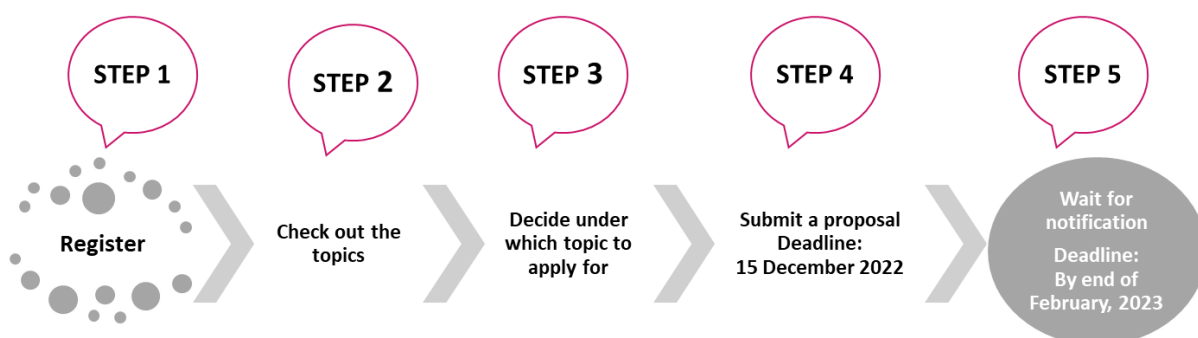 STEP 1
STEP 2
STEP 3
STEP 4
STEP 5
Register
Check out the
topics
Decide under
which topic to
apply for
Submit a proposal
Deadline:
15 December 2022
Wait for
notification
Deadline:
By end of
February, 2023